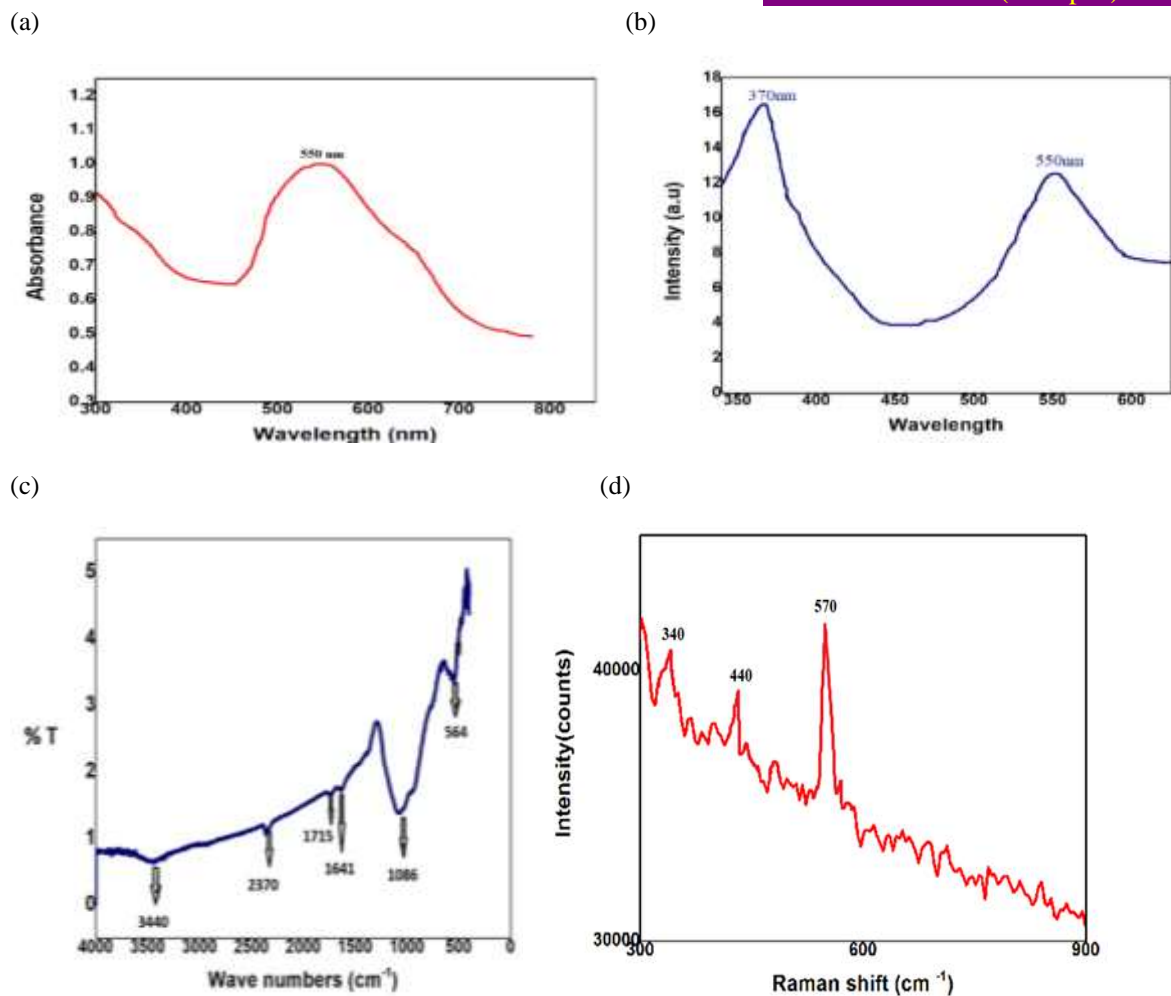 (a)
(b)
1.2
1.1
1.0
0.9
0.8
0.7
0.6
0.5
0.4
0.3
Absorbance
550 nm
300 400 500 600 700 800
Wavelength (nm)
18
16
14
12
10
8
6
4
2
0
Intensity (a.u)
370nm
550nm
350 400 450 500 550 600
Wavelength
(c)
(d)
5
4
3
2
1
0
% T
3440
2370
1715
1641
1086
564
4000 3500 3000 2500 2000 1500 1000 500 0
Wave numbers (cm⁻¹)
40000
30000
Intensity(counts)
340
440
570
300 600 900
Raman shift (cm ⁻¹)